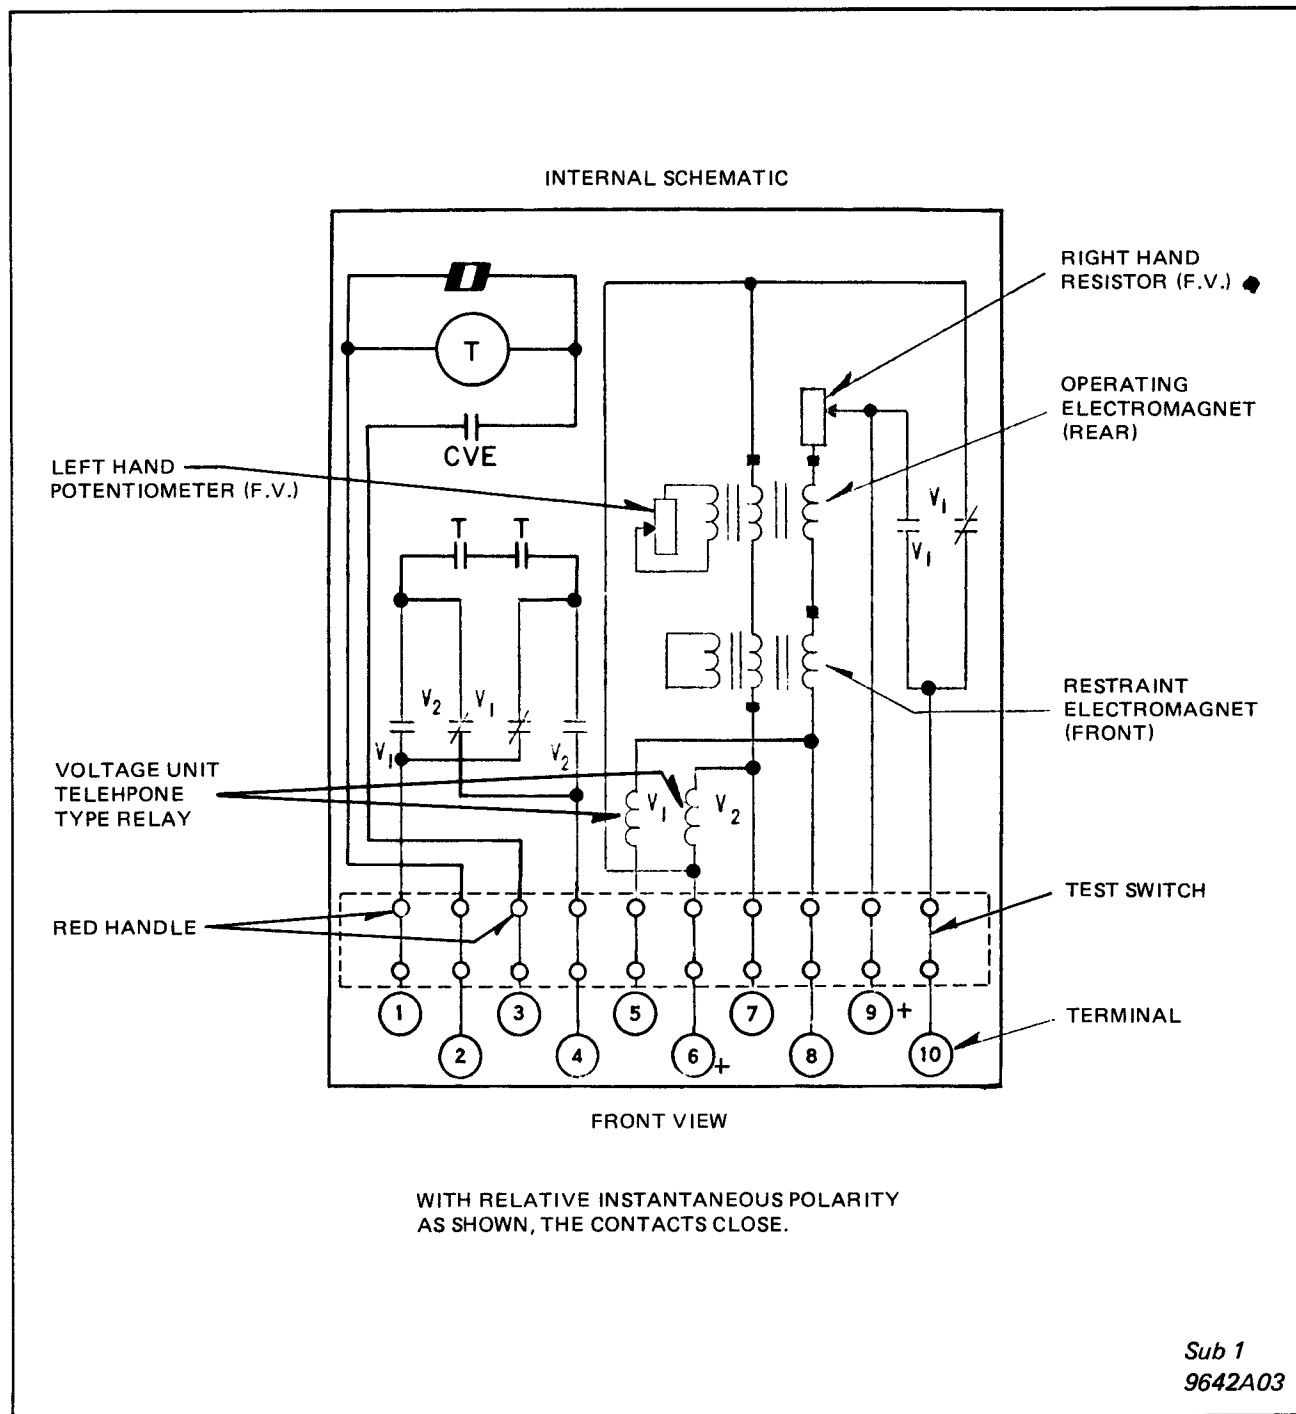 INTERNAL SCHEMATIC
RIGHT HAND
RESISTOR (F.V.)
T
OPERATING
ELECTROMAGNET
(REAR)
CVE
LEFT HAND
POTENTIOMETER (F.V.)
V1
T T
V1
V2 V1
RESTRAINT
ELECTROMAGNET
(FRONT)
V1 V2
VOLTAGE UNIT
TELEHPONE
TYPE RELAY
V1 V2
TEST SWITCH
RED HANDLE
1 3 5 7 9 +
TERMINAL
2 4 6 + 8 10
FRONT VIEW
WITH RELATIVE INSTANTANEOUS POLARITY
AS SHOWN, THE CONTACTS CLOSE.
Sub 1
9642A03